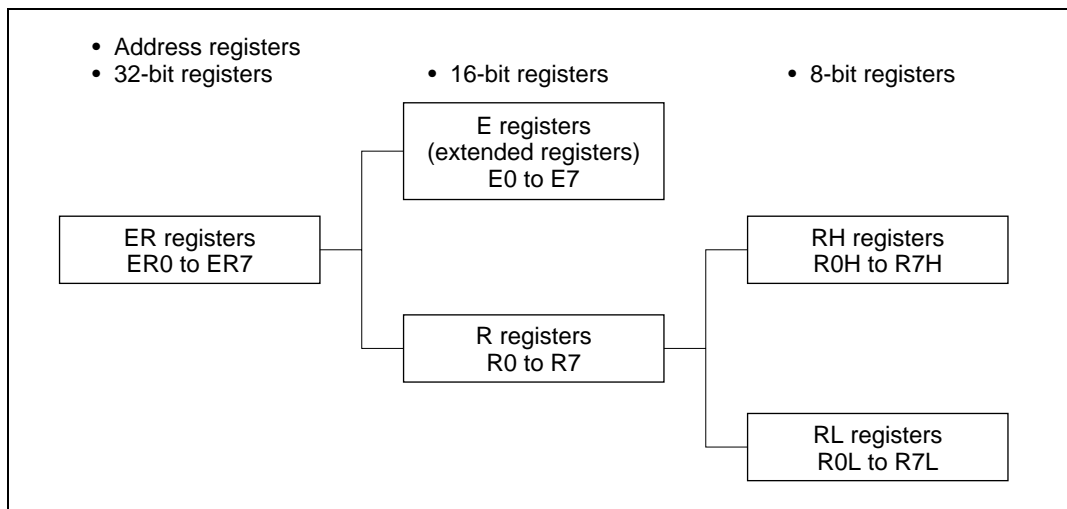 • Address registers
• 32-bit registers
• 16-bit registers
• 8-bit registers
E registers
(extended registers)
E0 to E7
ER registers
ER0 to ER7
RH registers
R0H to R7H
R registers
R0 to R7
RL registers
R0L to R7L